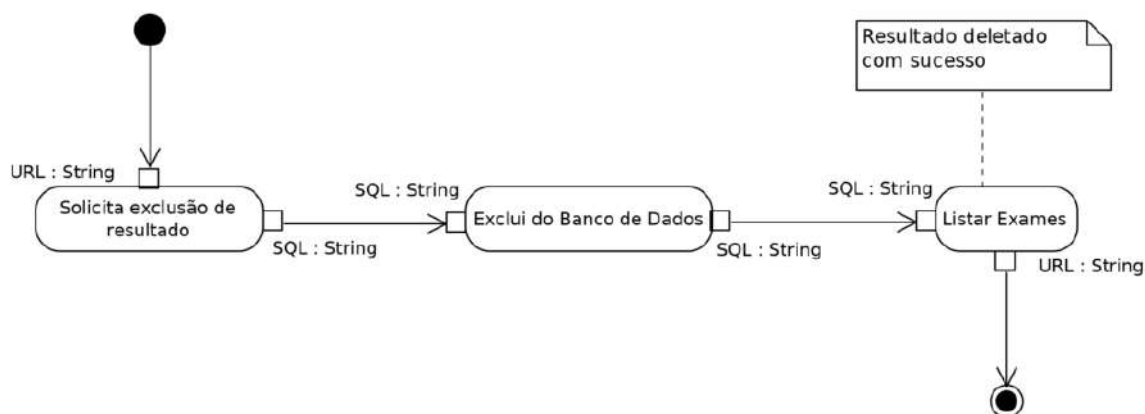 Resultado deletado
com sucesso
URL : String
Solicita exclusão de
resultado
SQL : String
SQL : String
Exclui do Banco de Dados
SQL : String
SQL : String
Listar Exames
URL : String